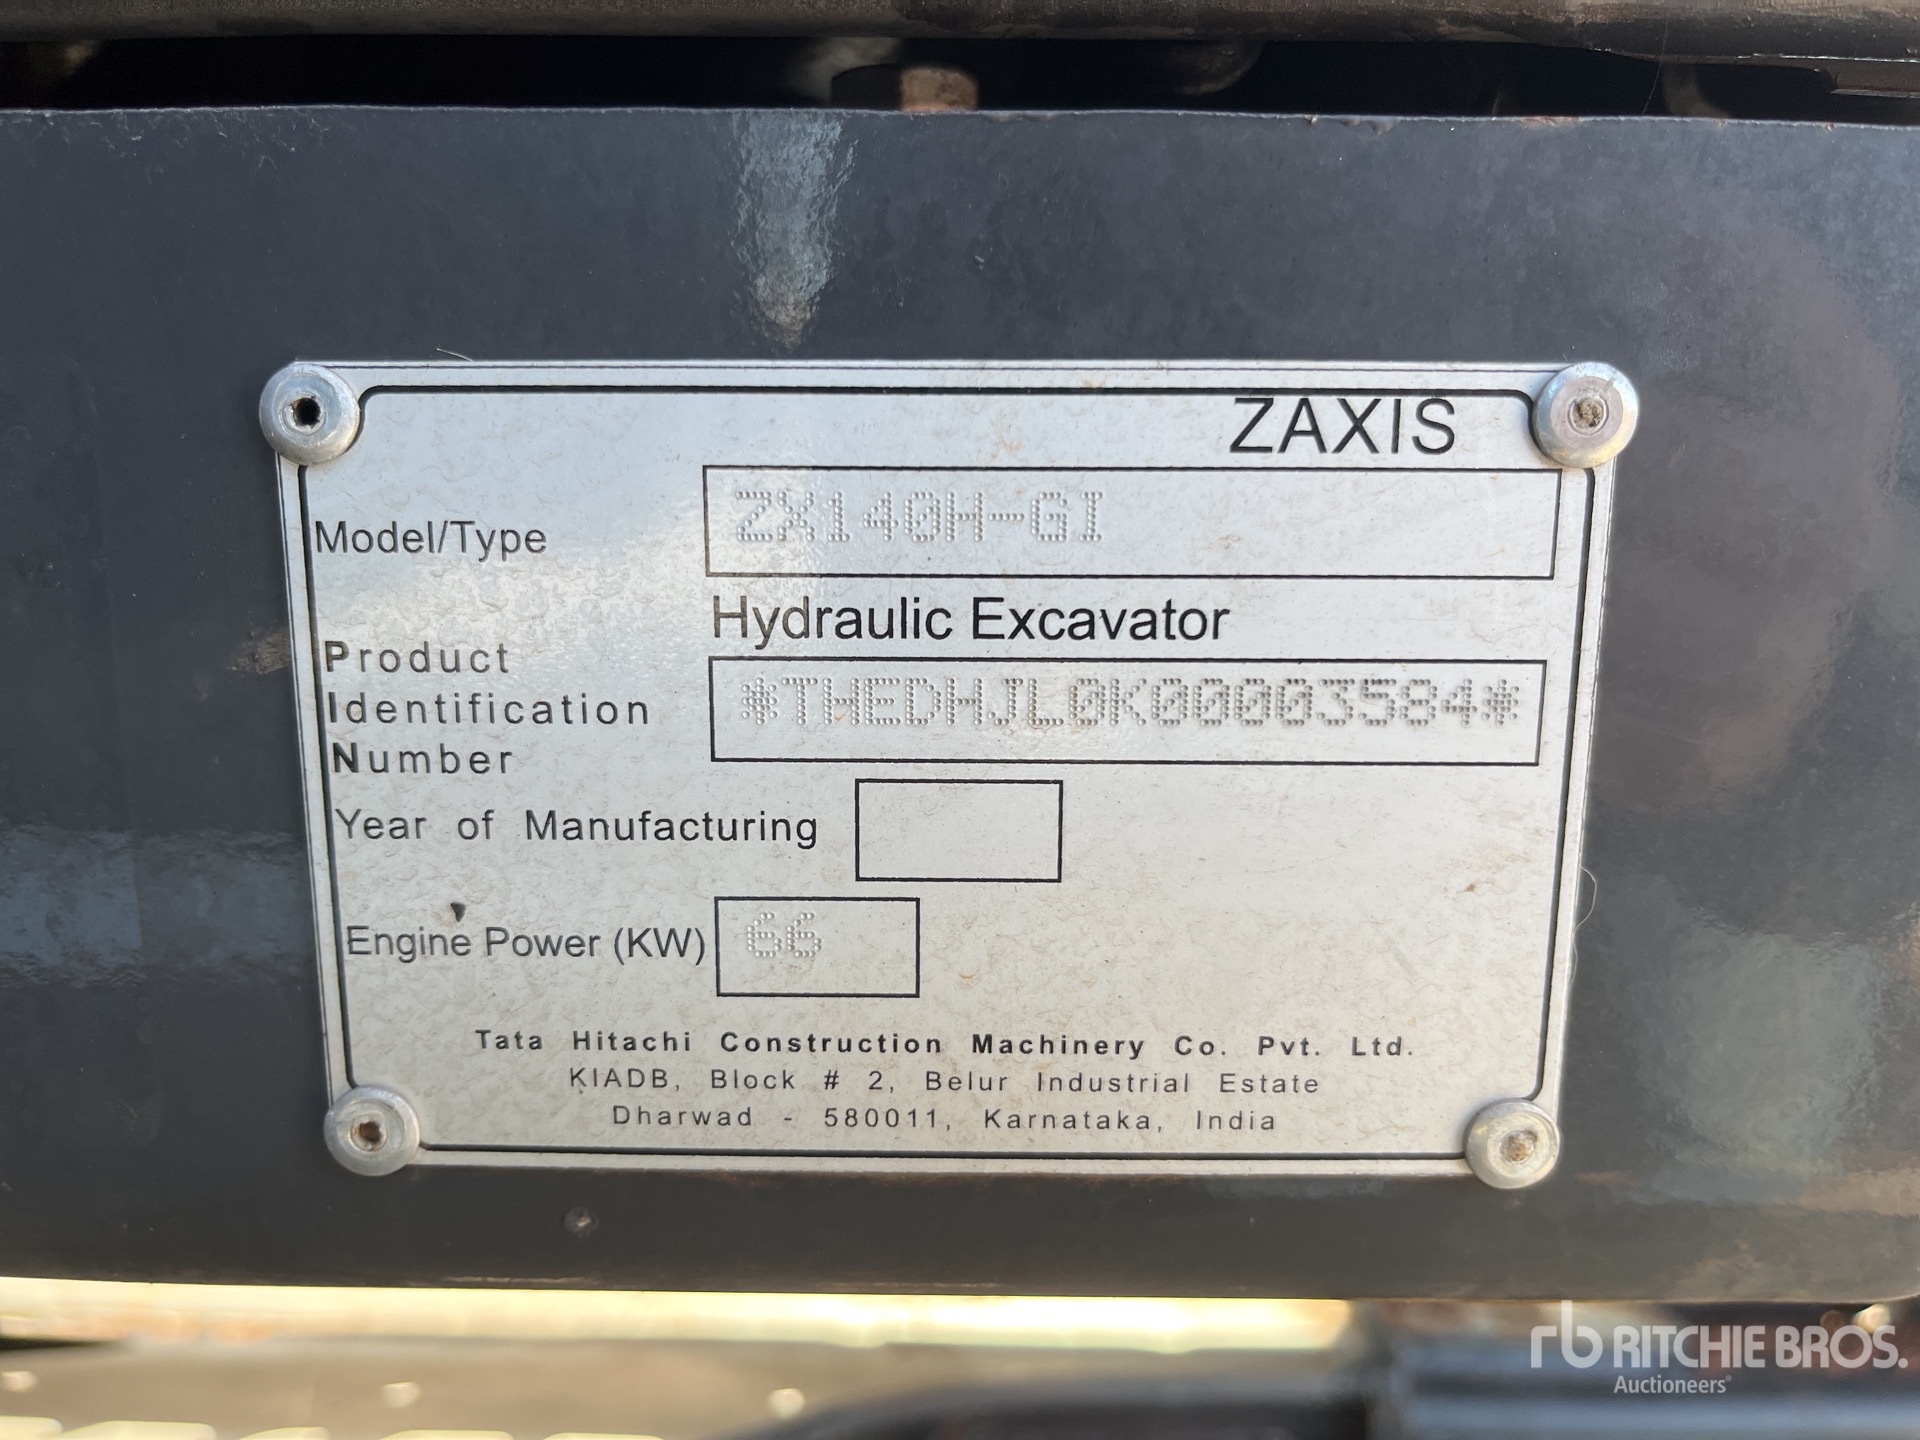 ZAXIS
Model/Type ZX140H-GI
Hydraulic Excavator
Product
Identification
Number
*THEDHJL0K00003584*
Year of Manufacturing
Engine Power (KW) 66
Tata Hitachi Construction Machinery Co. Pvt. Ltd.
KIADB, Block # 2, Belur Industrial Estate
Dharwad - 580011, Karnataka, India
rb RITCHIE BROS.
Auctioneers